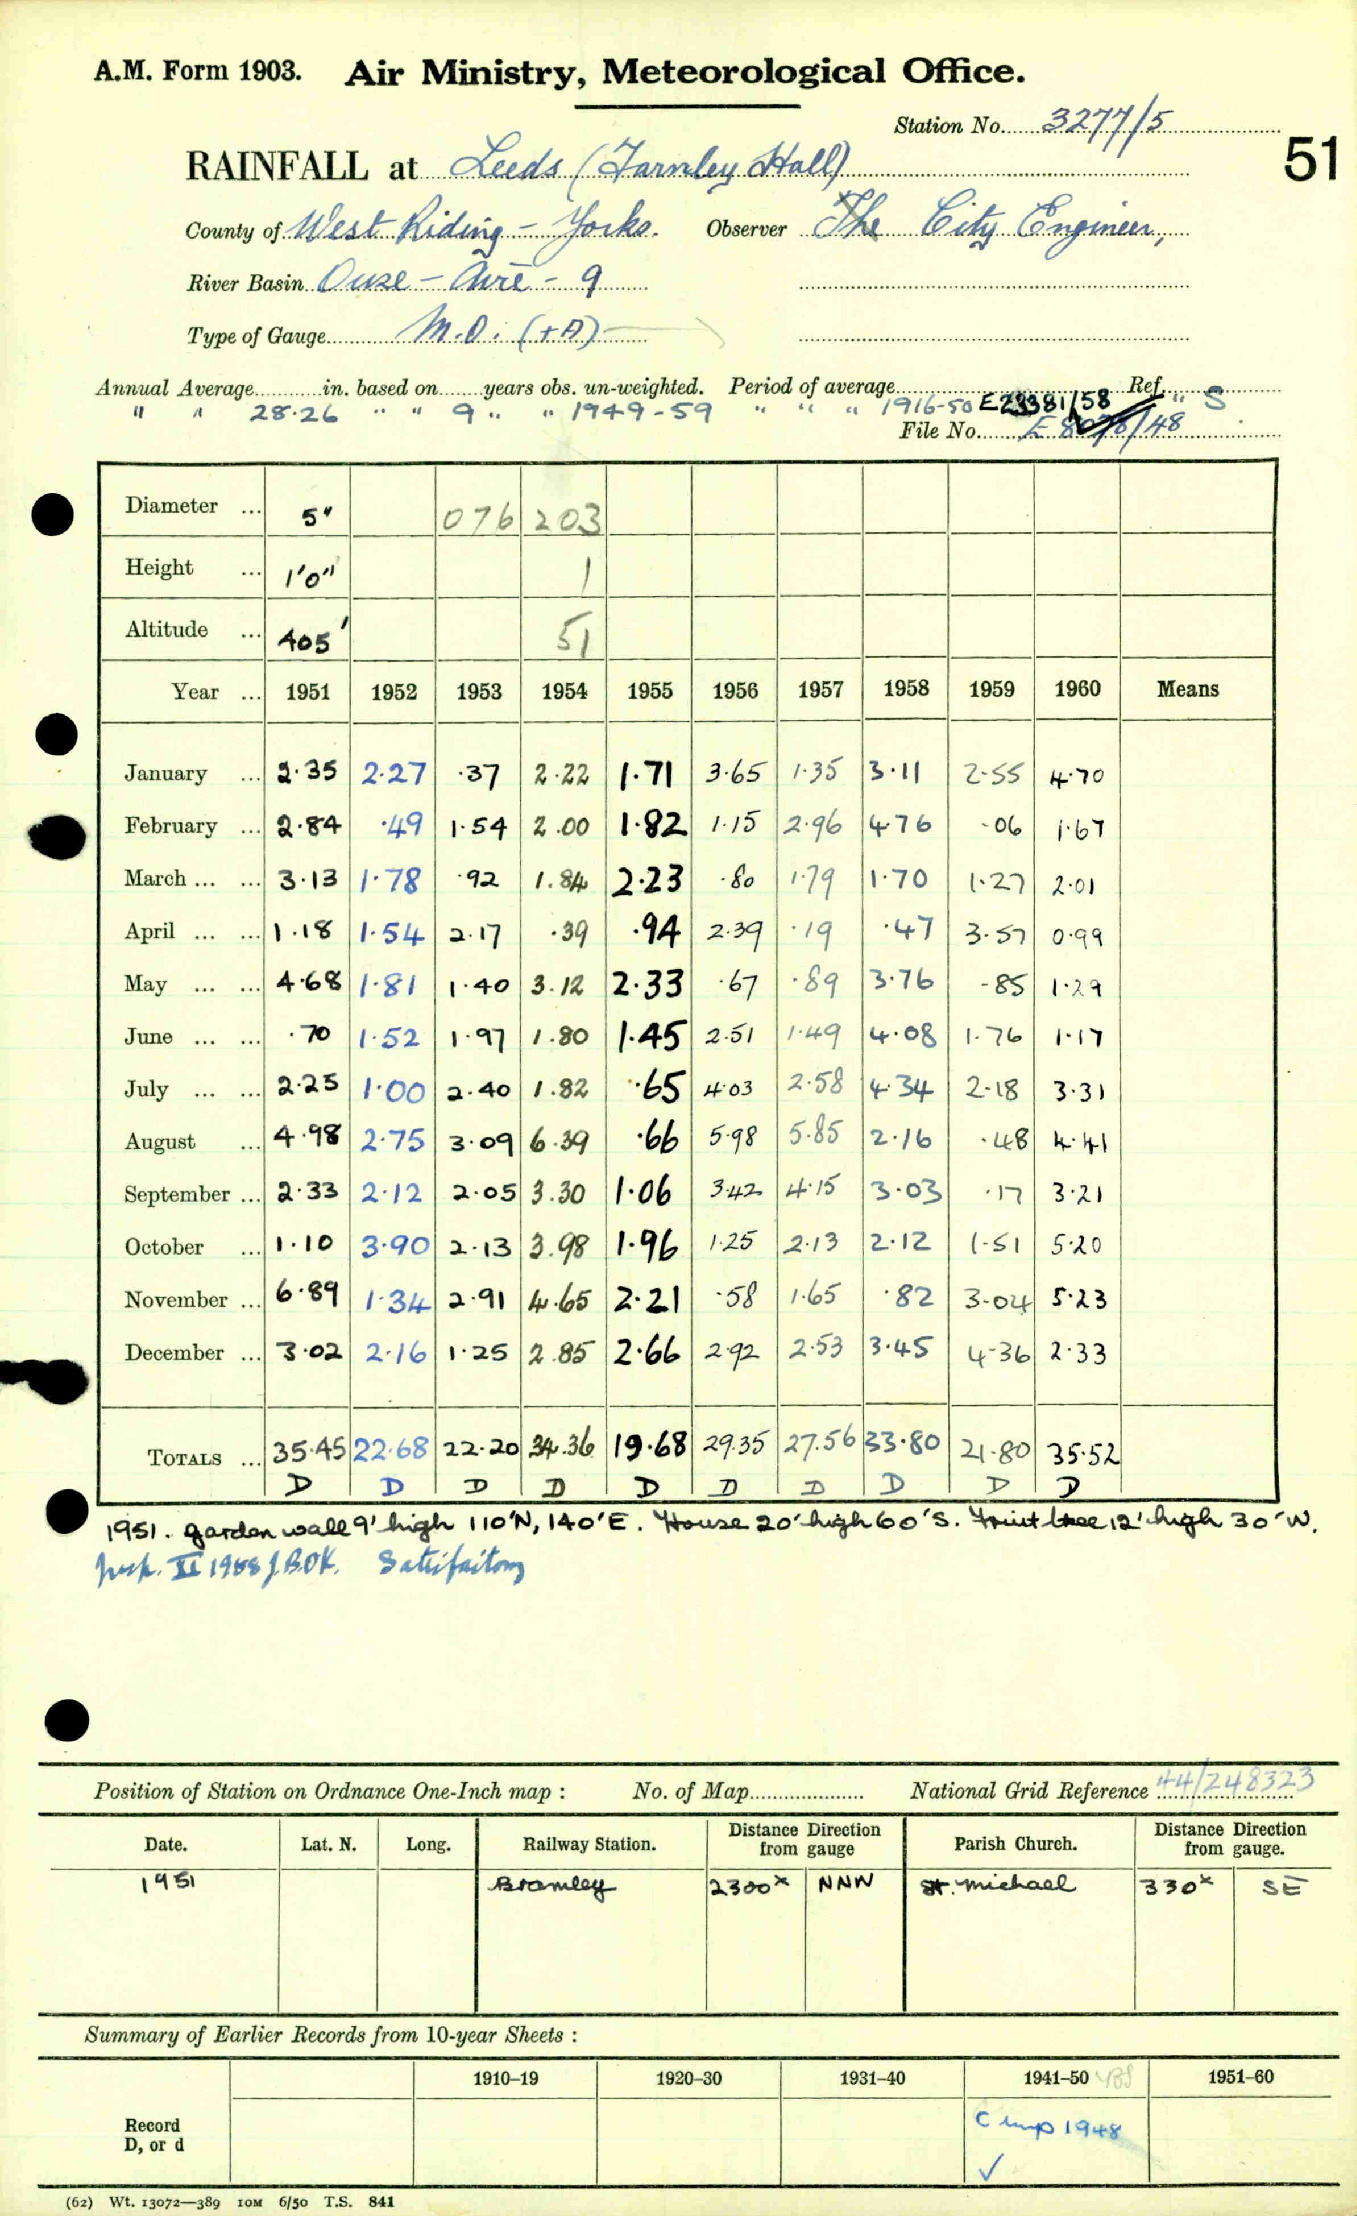 A.M. Form 1903. Air Ministry, Meteorological Office.
Station No. 3277/5
51
RAINFALL at Leeds (Farnley Hall)
County of West Riding - Yorks. Observer The City Engineer,
River Basin Ouse - Aire - 9
Type of Gauge M.O. (+A)
Annual Average in. based on years obs. un-weighted. Period of average Ref.
" " 28.26 " " 9 " " 1949-59 " " " 1916-50 E23381/58 " S
File No. E 8078/48
Diameter ... 5" 076 203
Height ... 1'0" 1
Altitude ... 405' 51
Year ... 1951 1952 1953 1954 1955 1956 1957 1958 1959 1960 Means
January ... 2.35 2.27 .37 2.22 1.71 3.65 1.35 3.11 2.55 4.70
February ... 2.84 .49 1.54 2.00 1.82 1.15 2.96 4.76 .06 1.67
March ... ... 3.13 1.78 .92 1.84 2.23 .80 1.79 1.70 1.27 2.01
April ... ... 1.18 1.54 2.17 .39 .94 2.39 .19 .47 3.57 0.99
May ... ... 4.68 1.81 1.40 3.12 2.33 .67 .89 3.76 .85 1.29
June ... ... .70 1.52 1.97 1.80 1.45 2.51 1.49 4.08 1.76 1.17
July ... ... 2.25 1.00 2.40 1.82 .65 4.03 2.58 4.34 2.18 3.31
August ... 4.98 2.75 3.09 6.39 .66 5.98 5.85 2.16 .48 4.41
September ... 2.33 2.12 2.05 3.30 1.06 3.42 4.15 3.03 .17 3.21
October ... 1.10 3.90 2.13 3.98 1.96 1.25 2.13 2.12 1.51 5.20
November ... 6.89 1.34 2.91 4.65 2.21 .58 1.65 .82 3.04 5.23
December ... 3.02 2.16 1.25 2.85 2.66 2.92 2.53 3.45 4.36 2.33
TOTALS ... 35.45 22.68 22.20 34.36 19.68 29.35 27.56 33.80 21.80 35.52
D D D D D D D D D D
1951. garden wall 9' high 110'N, 140'E. House 20' high 60'S. Fruit tree 12' high 30'W.
Insp. II 1958 J.B.OK. Satisfactory
Position of Station on Ordnance One-Inch map : No. of Map National Grid Reference 44/248323
Date. Lat. N. Long. Railway Station. Distance Direction from gauge Parish Church. Distance Direction from gauge.
1951 Bramley 2300x NNW St. Michael 330x SE
Summary of Earlier Records from 10-year Sheets :
1910-19 1920-30 1931-40 1941-50 1951-60
Record D, or d
C 1948
✓
(62) Wt. 13072—389 10M 6/50 T.S. 841